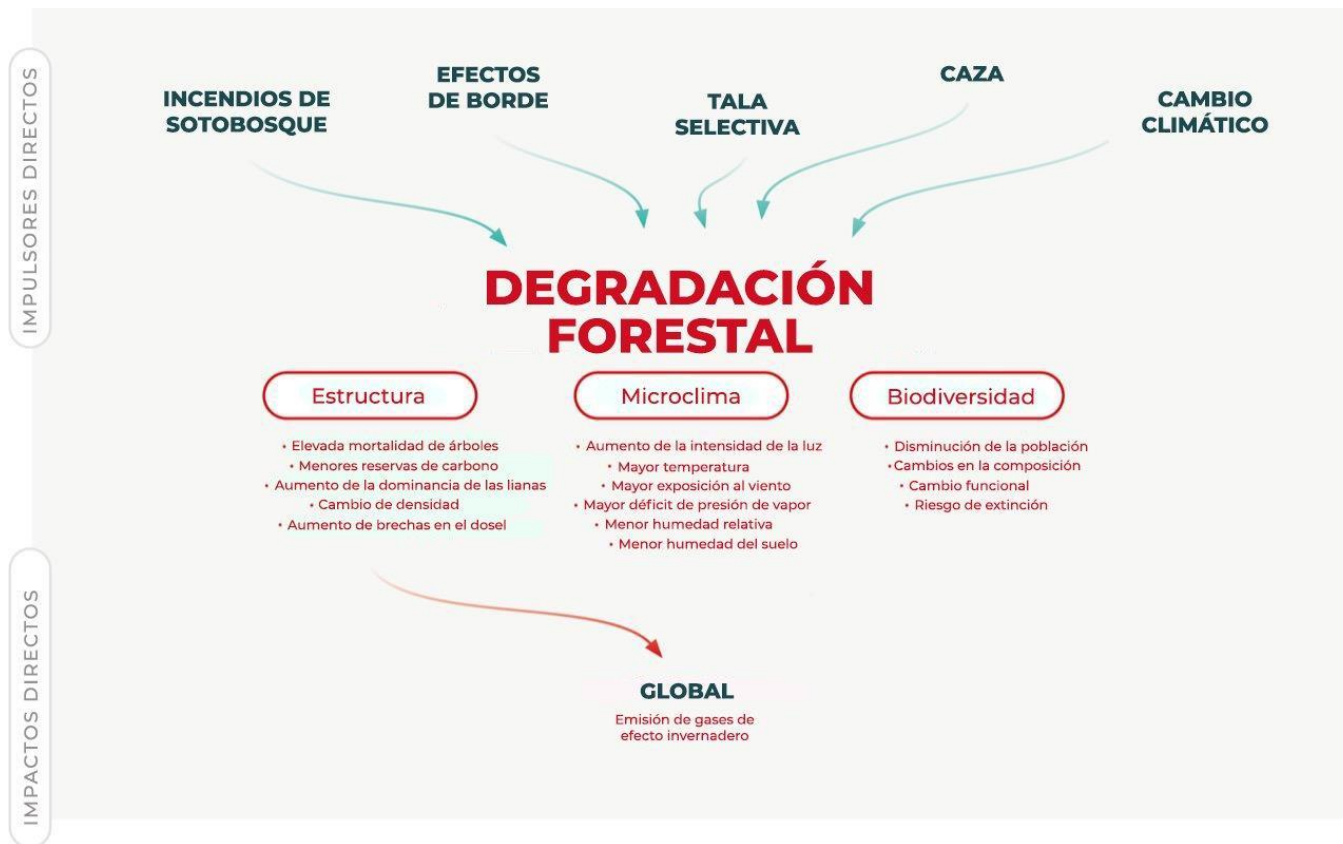 IMPULSORES DIRECTOS
INCENDIOS DE
SOTOBOSQUE
EFECTOS
DE BORDE
TALA
SELECTIVA
CAZA
CAMBIO
CLIMÁTICO
DEGRADACIÓN
FORESTAL
Estructura
• Elevada mortalidad de árboles
• Menores reservas de carbono
• Aumento de la dominancia de las lianas
• Cambio de densidad
• Aumento de brechas en el dosel
Microclima
• Aumento de la intensidad de la luz
• Mayor temperatura
• Mayor exposición al viento
• Mayor déficit de presión de vapor
• Menor humedad relativa
• Menor humedad del suelo
Biodiversidad
• Disminución de la población
•Cambios en la composición
• Cambio funcional
• Riesgo de extinción
IMPACTOS DIRECTOS
GLOBAL
Emisión de gases de
efecto invernadero